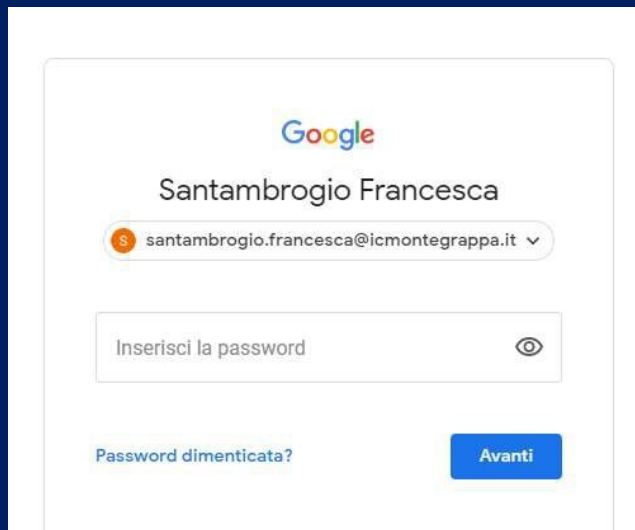 Google
Santambrogio Francesca
S santambrogio.francesca@icmontegrappa.it
Inserisci la password
Password dimenticata? Avanti